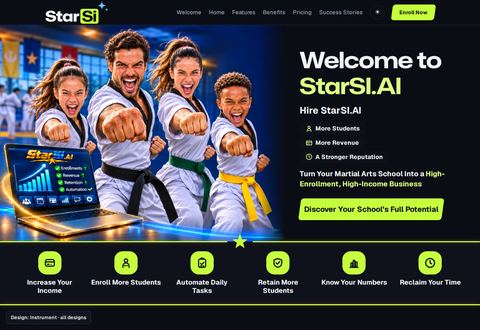 StarSi
Welcome
Home
Features
Benefits
Pricing
Success Stories
Enroll Now
Welcome to
StarSI.AI
Hire StarSI.AI
More Students
More Revenue
A Stronger Reputation
Turn Your Martial Arts School Into a High-
Enrollment, High-Income Business
Discover Your School's Full Potential
StarSi.AI
Enrollments
Revenue
Retention
Automation
Increase Your
Income
Enroll More Students
Automate Daily
Tasks
Retain More
Students
Know Your Numbers
Reclaim Your Time
Design: Instrument · all designs